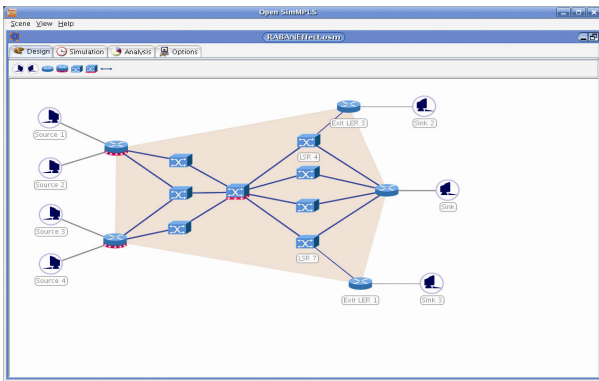 Open SimMPLS
Scene View Help
(RABANEffect.osm)
Design Simulation Analysis Options
Source 1
Source 2
Source 3
Source 4
Exit LER 3
Sink 2
LSR 4
Sink
LSR 7
Exit LER 1
Sink 3